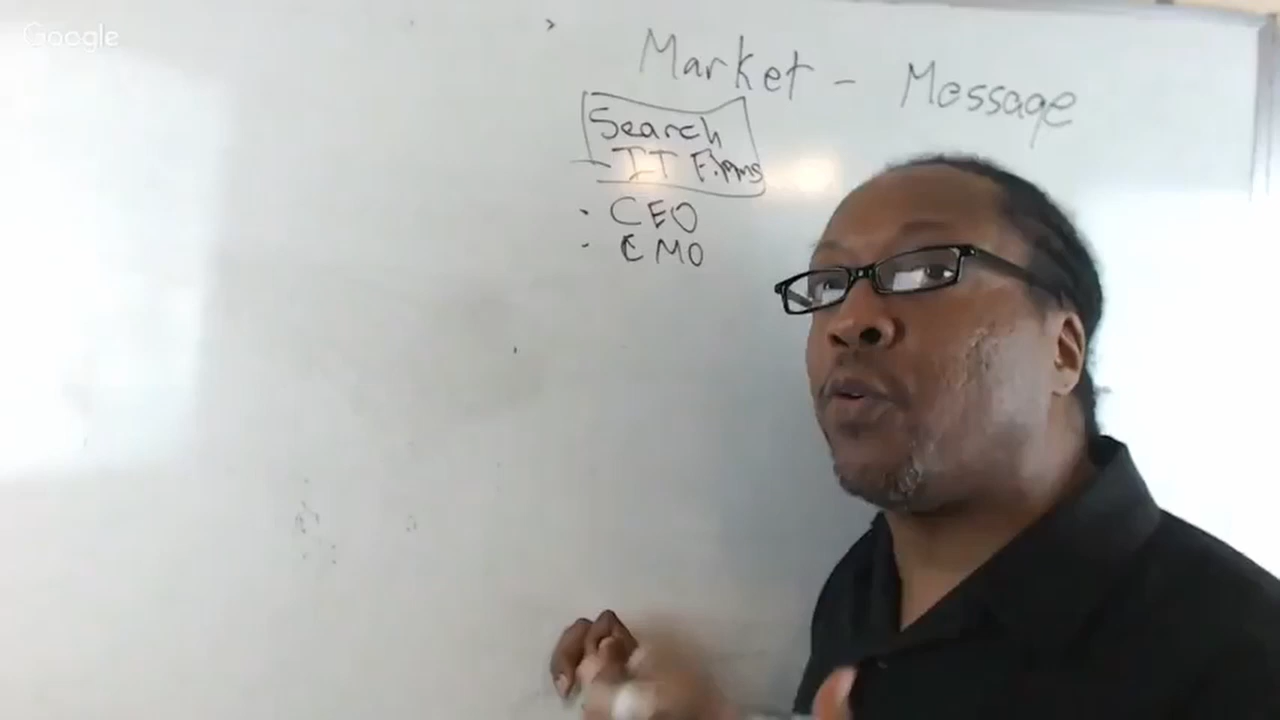 Google
Market - Message
Search
- IT Firms
• CEO
- CMO